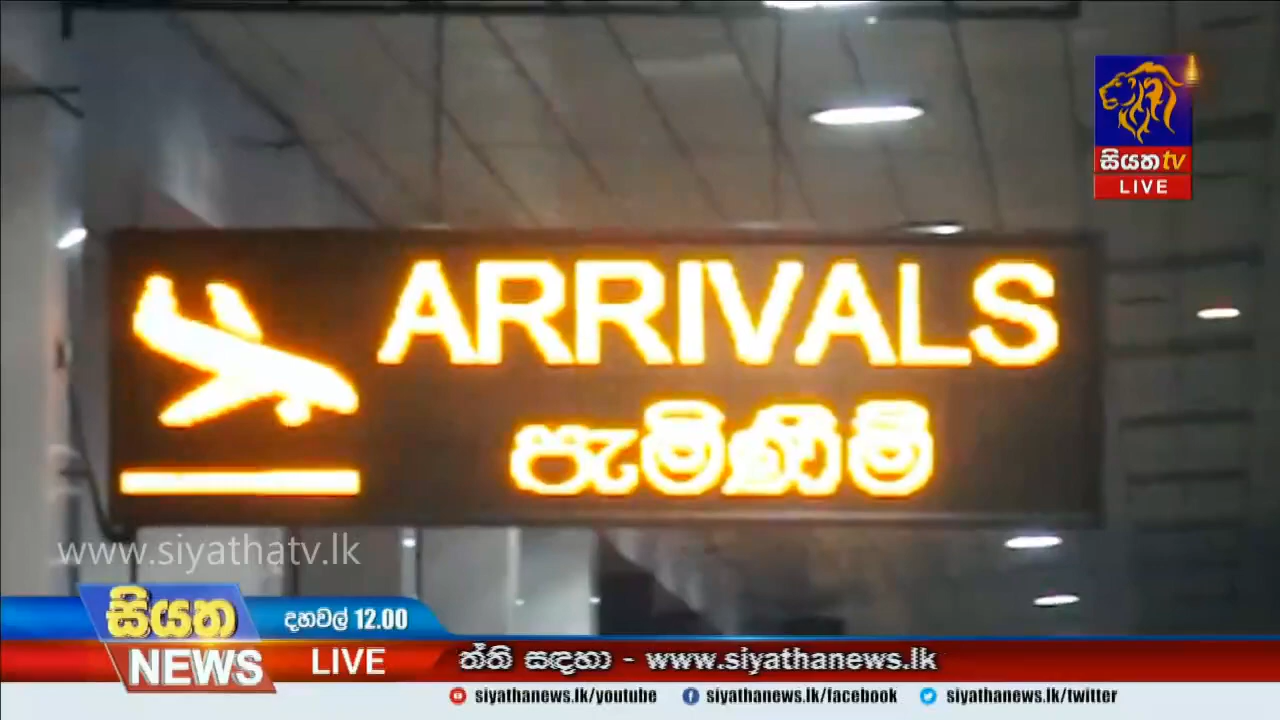 සියත tv
LIVE
ARRIVALS
පැමිණීම්
www.siyathatv.lk
සියත
NEWS
දහවල් 12.00
LIVE
ත්ති සඳහා - www.siyathanews.lk
siyathanews.lk/youtube
siyathanews.lk/facebook
siyathanews.lk/twitter